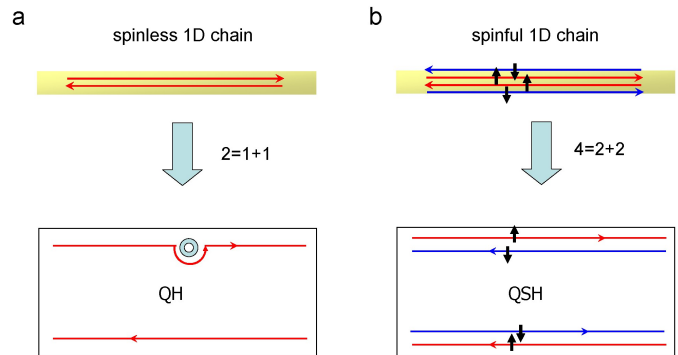 a
spinless 1D chain
2=1+1
QH
b
spinful 1D chain
4=2+2
QSH